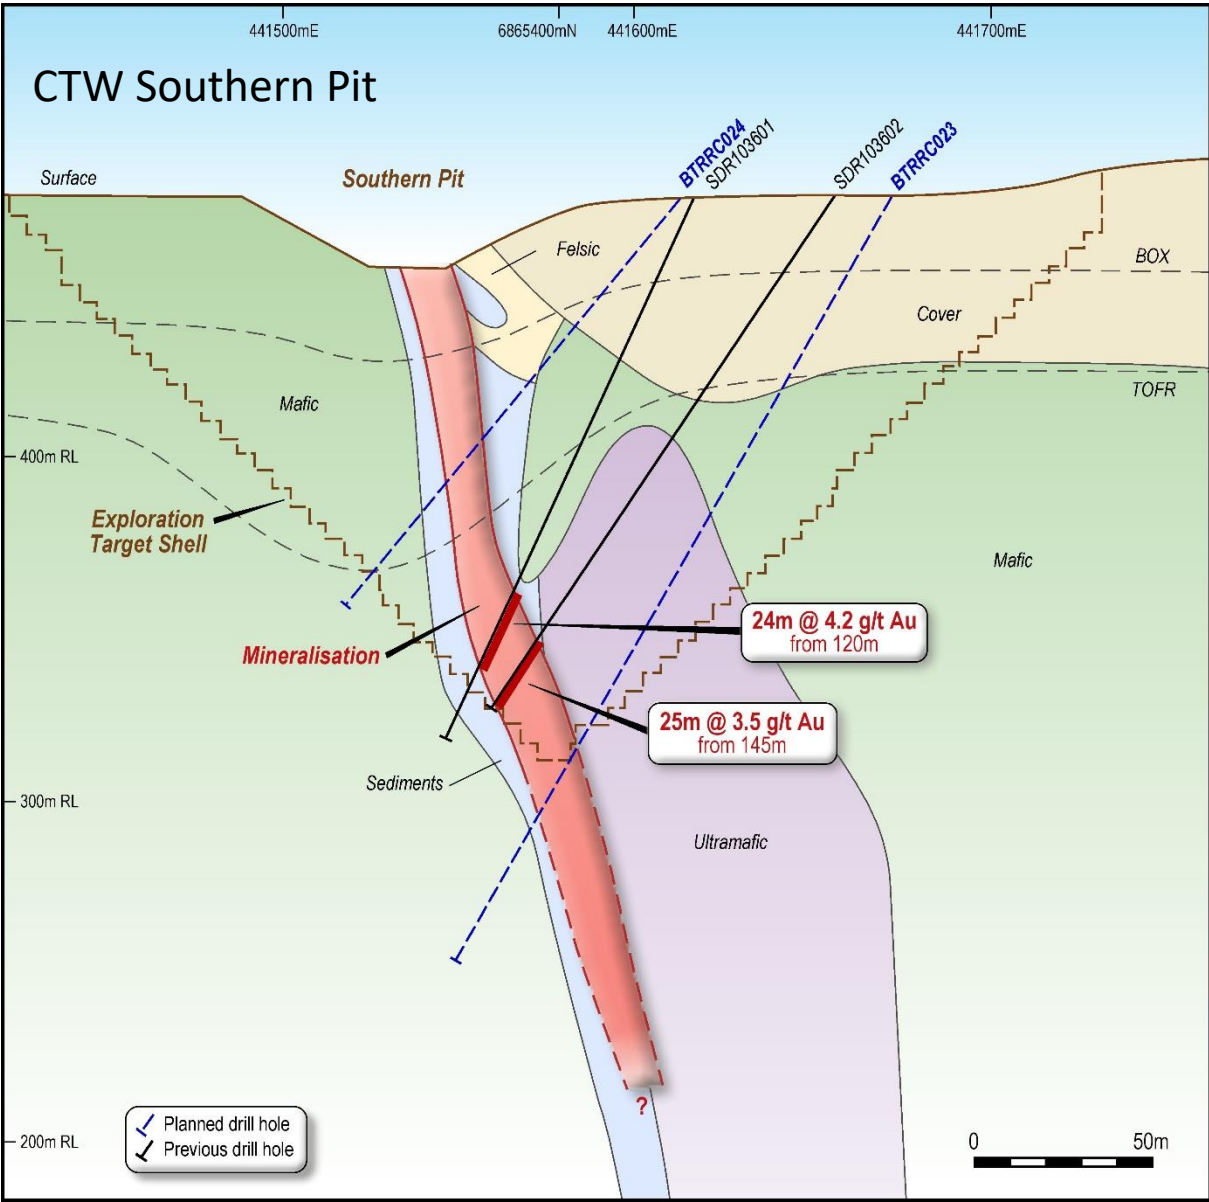 441500mE
6865400mN
441600mE
441700mE
CTW Southern Pit
BTRRC024
SDR103601
SDR103602
BTRRC023
Surface
Southern Pit
Felsic
BOX
Cover
TOFR
Mafic
400m RL
Exploration
Target Shell
Mafic
24m @ 4.2 g/t Au
from 120m
Mineralisation
25m @ 3.5 g/t Au
from 145m
Sediments
300m RL
Ultramafic
?
Planned drill hole
Previous drill hole
200m RL
0
50m